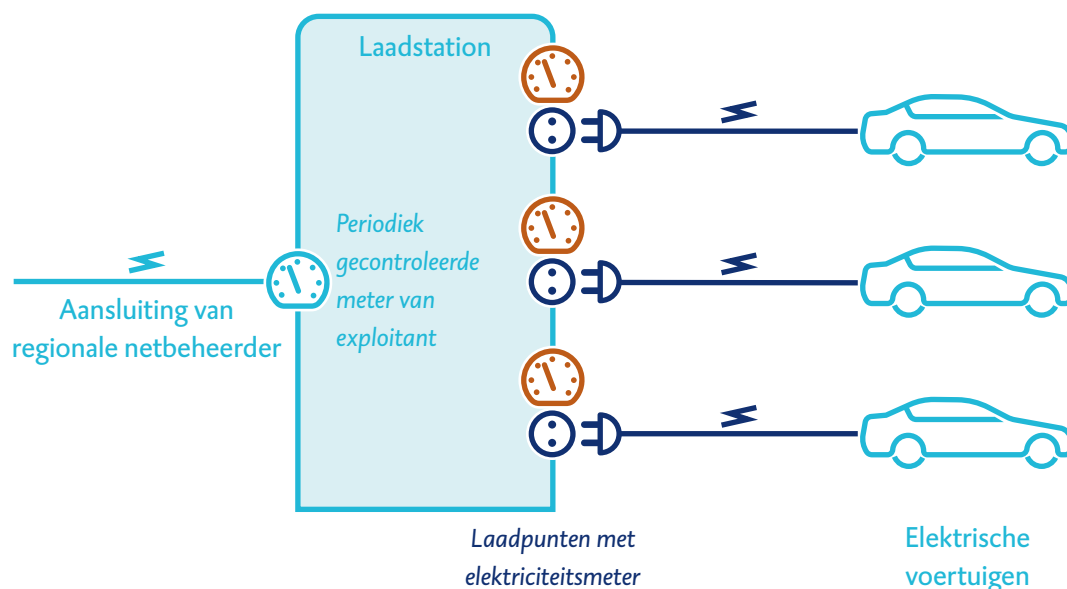 Laadstation
Periodiek
gecontroleerde
meter van
exploitant
Aansluiting van
regionale netbeheerder
Laadpunten met
elektriciteitsmeter
Elektrische
voertuigen